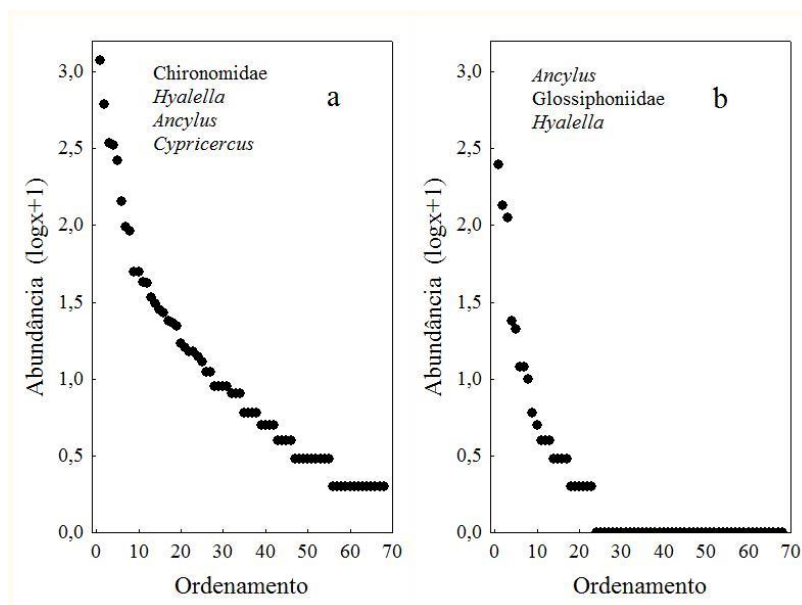 a
Chironomidae
Hyalella
Ancylus
Cypricercus
Abundância (logx+1)
3,0
2,5
2,0
1,5
1,0
0,5
0,0
0 10 20 30 40 50 60 70
Ordenamento
b
Ancylus
Glossiphoniidae
Hyalella
Abundância (logx+1)
3,0
2,5
2,0
1,5
1,0
0,5
0,0
0 10 20 30 40 50 60 70
Ordenamento